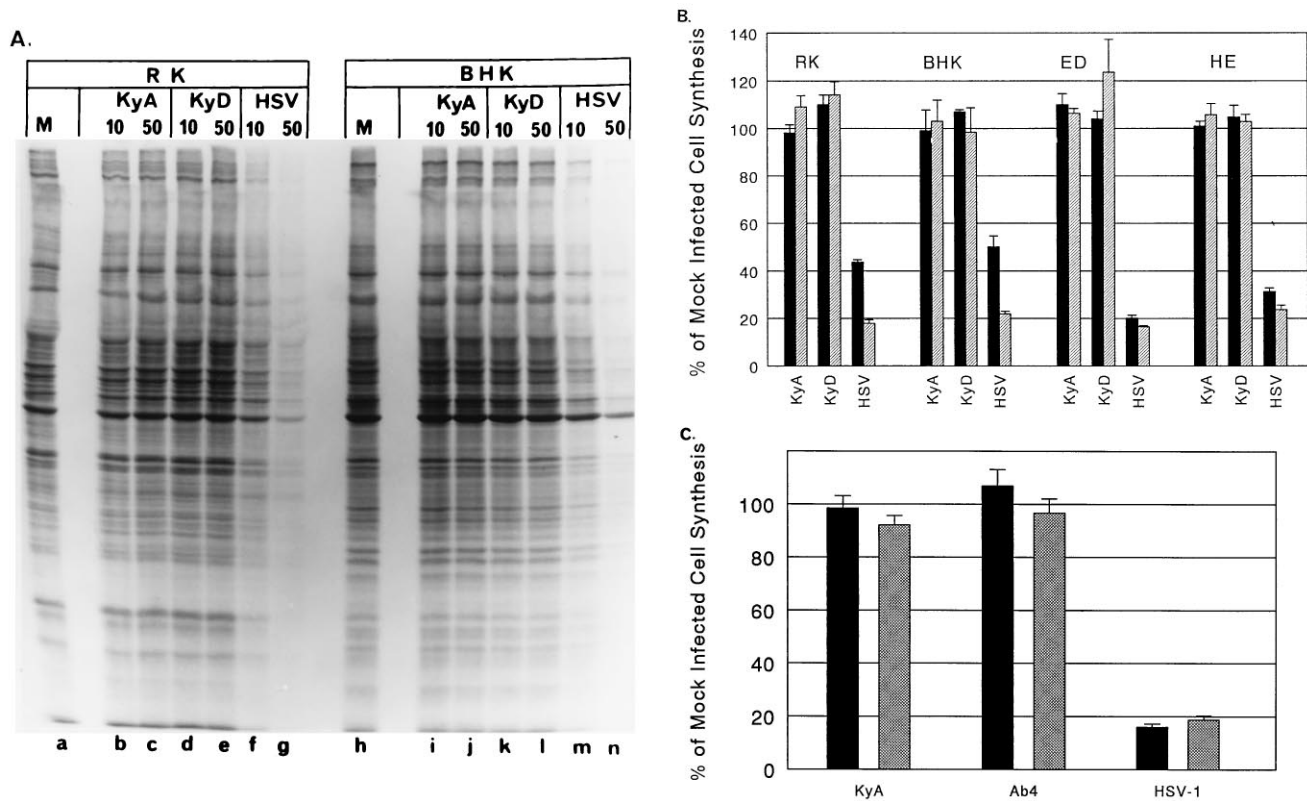 A.
R K
BHK
KyA KyD HSV
KyA KyD HSV
M 10 50 10 50 10 50
M 10 50 10 50 10 50
a b c d e f g h i j k l m n
B.
% of Mock Infected Cell Synthesis
140
120
100
80
60
40
20
0
RK BHK ED HE
KyA KyD HSV KyA KyD HSV KyA KyD HSV KyA KyD HSV
C.
% of Mock Infected Cell Synthesis
100
80
60
40
20
0
KyA Ab4 HSV-1